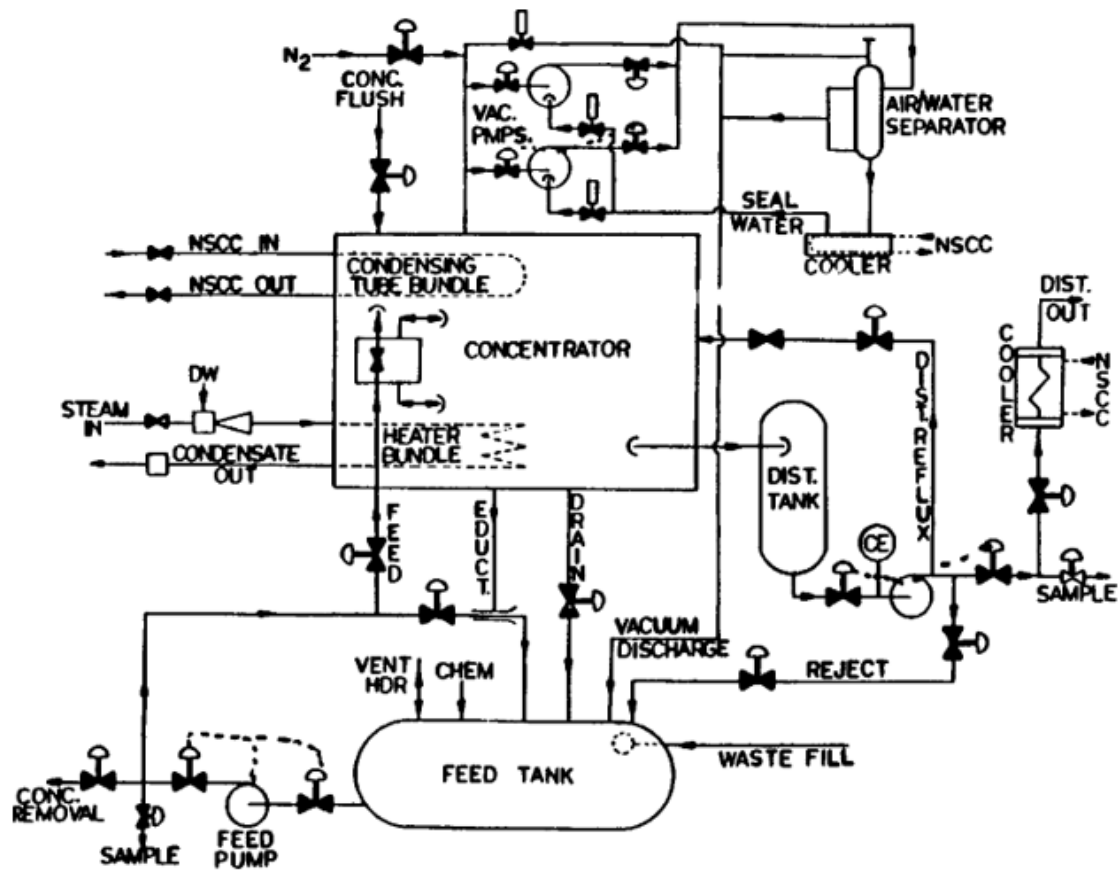 N2
CONC.
FLUSH
VAC.
PMPS.
AIR/WATER
SEPARATOR
SEAL
WATER
NSCC
COOLER
NSCC IN
NSCC OUT
CONDENSING
TUBE BUNDLE
CONCENTRATOR
DIST.
OUT
COOLER
NSCC
DW
STEAM
IN
CONDENSATE
OUT
HEATER
BUNDLE
DIST.
TANK
DIST REFLUX
CE
FEED
EDUCT.
DRAIN
SAMPLE
VACUUM
DISCHARGE
REJECT
VENT
HDR
CHEM
FEED TANK
WASTE FILL
CONC.
REMOVAL
SAMPLE
FEED
PUMP